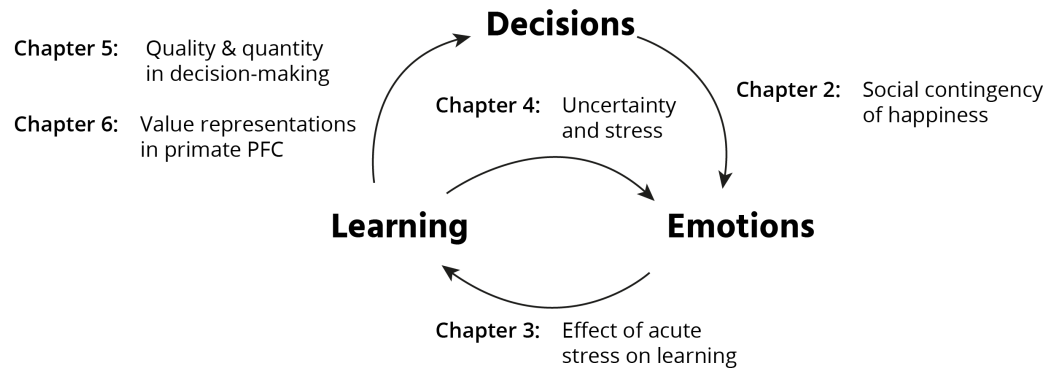 Decisions
Chapter 5: Quality & quantity
in decision-making
Chapter 2: Social contingency
of happiness
Chapter 4: Uncertainty
and stress
Chapter 6: Value representations
in primate PFC
Learning
Emotions
Chapter 3: Effect of acute
stress on learning